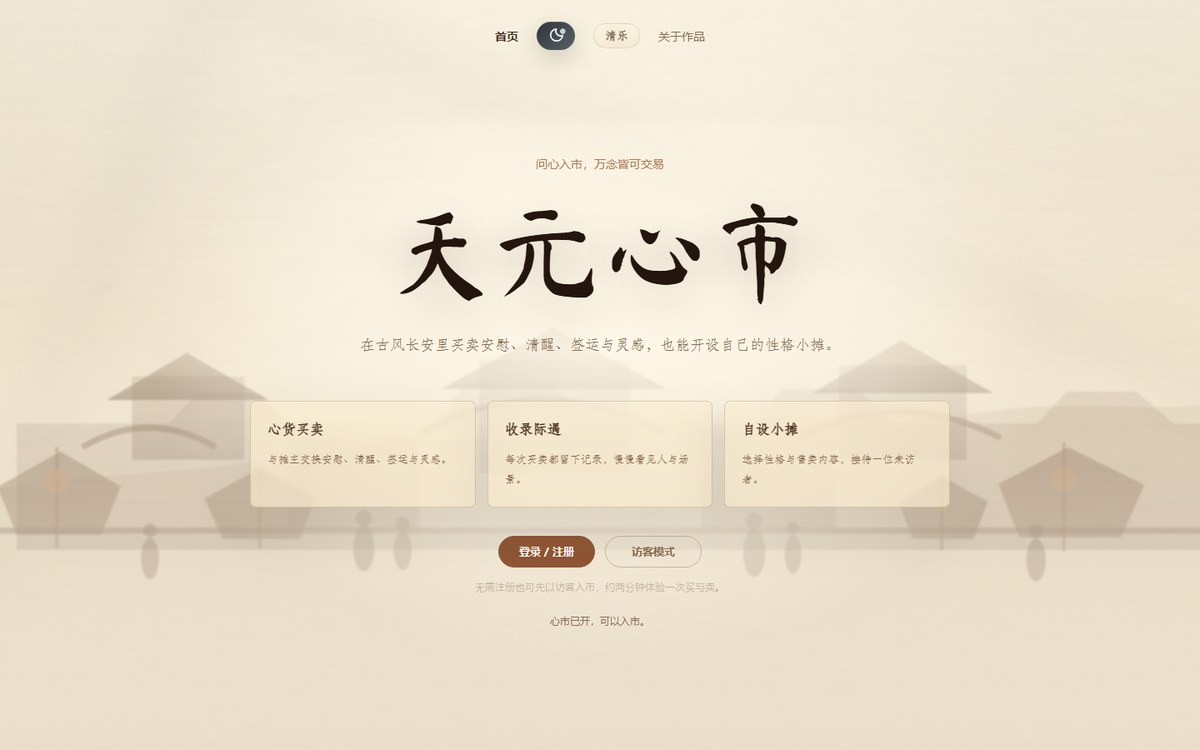 首页 清乐 关于作品
问心入市，万念皆可交易
天元心市
在古风长安里买卖安慰、清醒、签运与灵感，也能开设自己的性格小摊。
心货买卖
与摊主交换安慰、清醒、签运与灵感。
收录际遇
每次买卖都留下记录，慢慢看见人与场
景。
自设小摊
选择性格与售卖内容，接待一位来访
者。
登录 / 注册 访客模式
无需注册也可先以访客入市，约两分钟体验一次买与卖。
心市已开，可以入市。